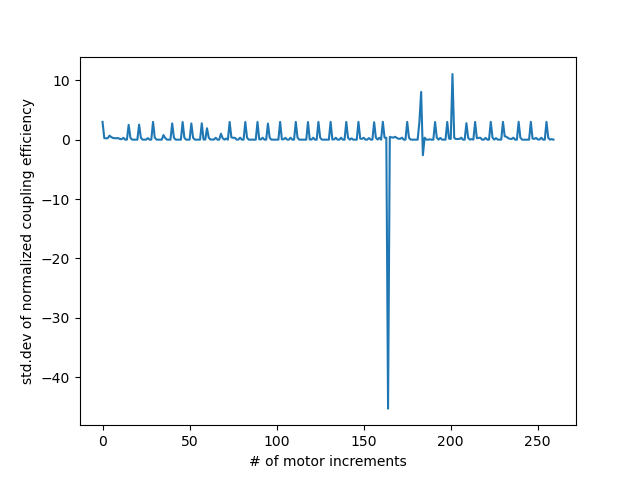 10
0
−10
−20
−30
−40
std.dev of normalized coupling efficiency
0 50 100 150 200 250
# of motor increments